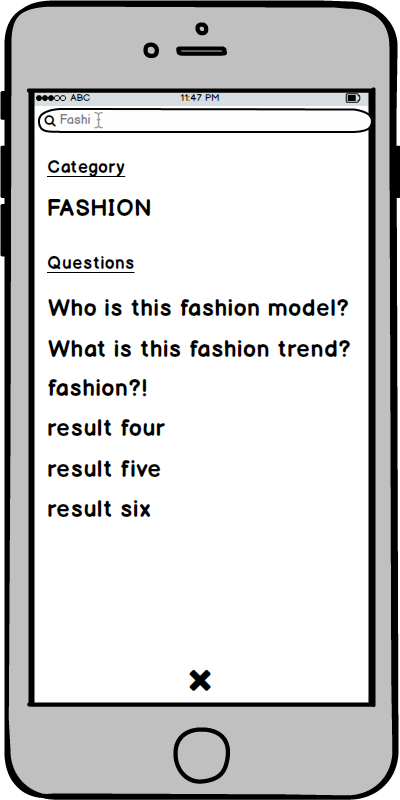 ABC 11:47 PM
Fashi
Category
FASHION
Questions
Who is this fashion model?
What is this fashion trend?
fashion?!
result four
result five
result six